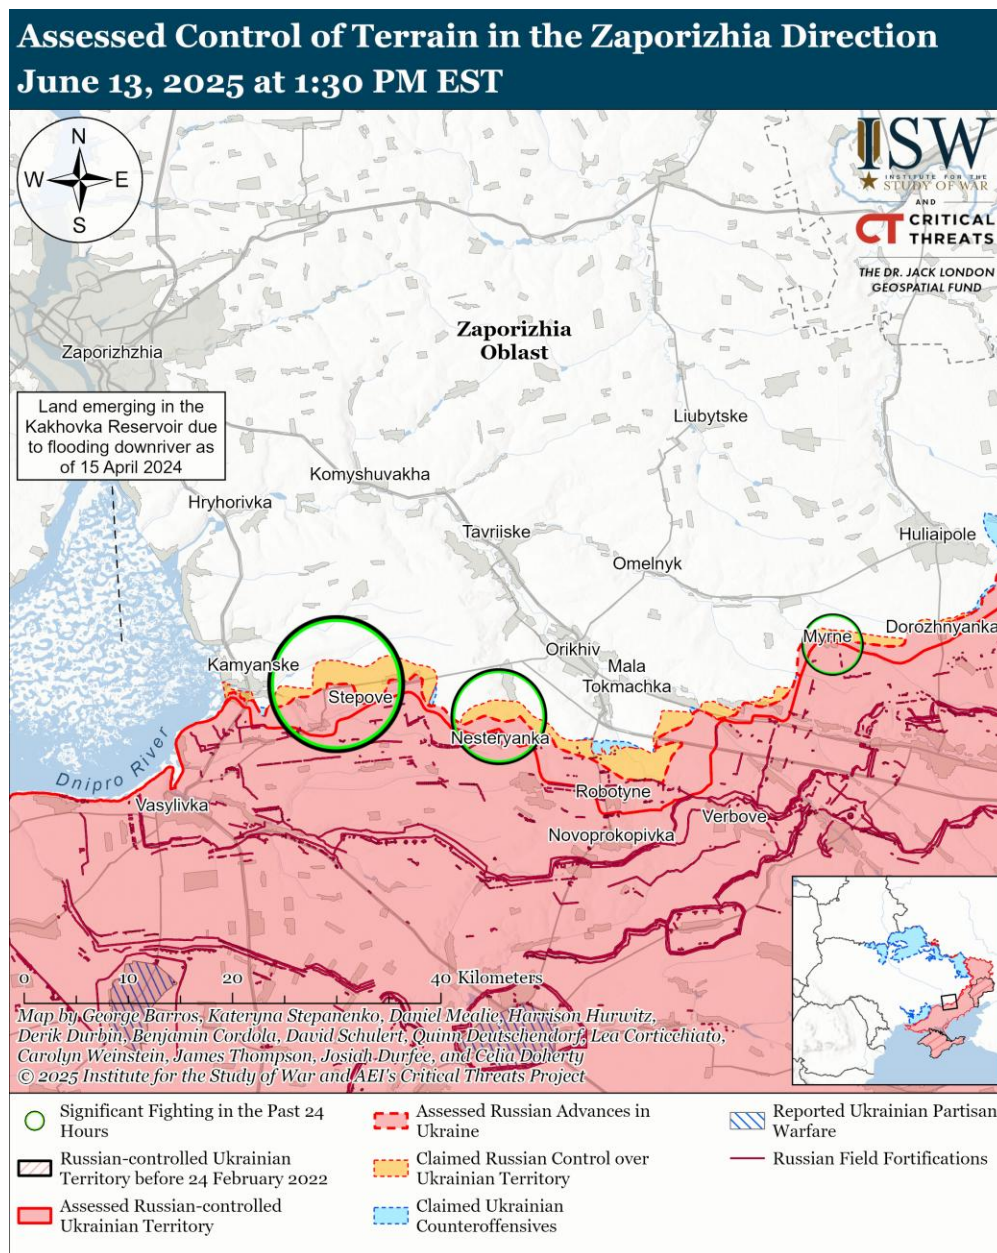 Assessed Control of Terrain in the Zaporizhia Direction
June 13, 2025 at 1:30 PM EST
N
W
E
S
ISW
INSTITUTE FOR THE
STUDY OF WAR
AND
CT CRITICAL
THREATS
THE DR. JACK LONDON
GEOSPATIAL FUND
Zaporizhia
Oblast
Zaporizhzhia
Land emerging in the
Kakhovka Reservoir due
to flooding downriver as
of 15 April 2024
Liubytske
Komyshuvakha
Hryhorivka
Tavriiske
Huliaipole
Omelnyk
Dorozhnyanka
Myrne
Orikhiv
Kamyanske
Mala
Tokmachka
Stepove
Nesteryanka
Dnipro River
Robotyne
Vasylivka
Verbove
Novoprokopivka
0
10
20
40 Kilometers
Map by George Barros, Kateryna Stepanenko, Daniel Mealie, Harrison Hurwitz,
Derik Durbin, Benjamin Cordola, David Schulert, Quinn Deutschendorf, Lea Corticchiato,
Carolyn Weinstein, James Thompson, Josiah Durfee, and Celia Doherty
© 2025 Institute for the Study of War and AEI's Critical Threats Project
Significant Fighting in the Past 24
Hours
Russian-controlled Ukrainian
Territory before 24 February 2022
Assessed Russian-controlled
Ukrainian Territory
Assessed Russian Advances in
Ukraine
Claimed Russian Control over
Ukrainian Territory
Claimed Ukrainian
Counteroffensives
Reported Ukrainian Partisan
Warfare
Russian Field Fortifications